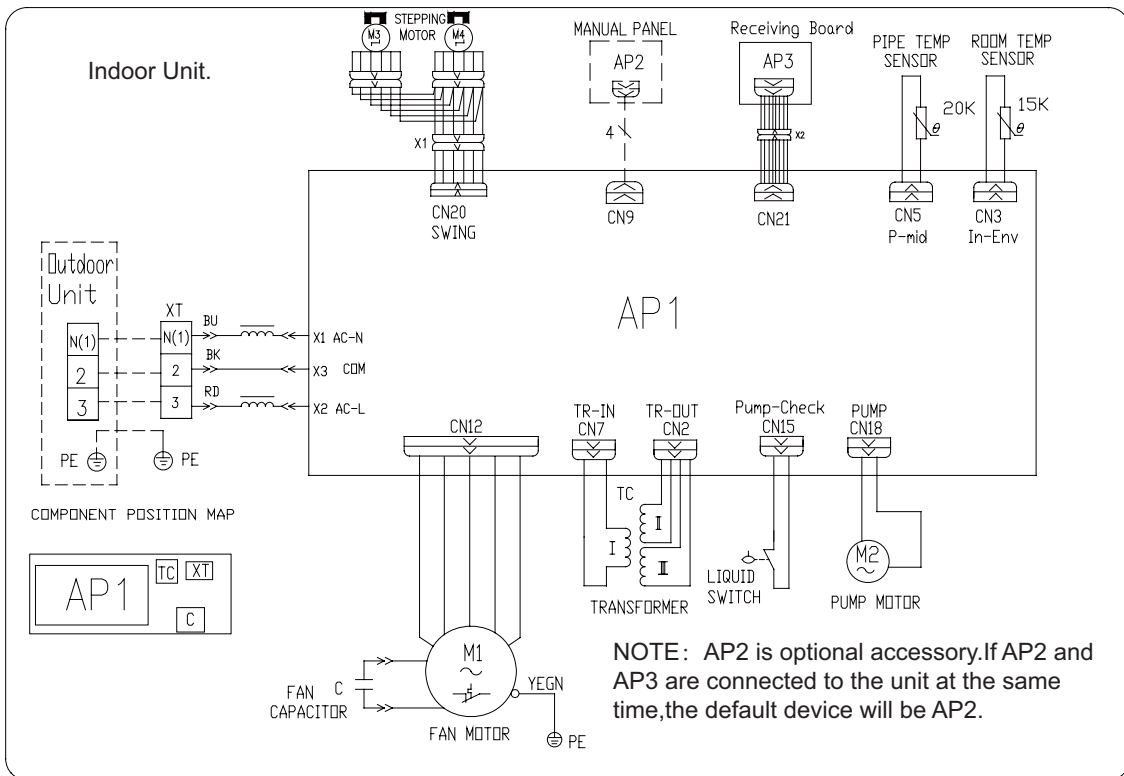 Indoor Unit.
M3
STEPPING
MOTOR
M4
X1
CN20
SWING
MANUAL PANEL
AP2
4
CN9
Receiving Board
AP3
X2
CN21
PIPE TEMP
SENSOR
20K
θ
CN5
P-mid
ROOM TEMP
SENSOR
15K
θ
CN3
In-Env
Outdoor
Unit
N(1)
2
3
PE
XT
N(1)
2
3
PE
BU
BK
RD
X1 AC-N
X3 COM
X2 AC-L
AP1
CN12
TR-IN
CN7
TR-OUT
CN2
Pump-Check
CN15
PUMP
CN18
TC
I
I
II
TRANSFORMER
LIQUID
SWITCH
M2
~
PUMP MOTOR
COMPONENT POSITION MAP
AP1
TC
XT
C
FAN
CAPACITOR
C
M1
~
YEGN
PE
FAN MOTOR
NOTE: AP2 is optional accessory.If AP2 and
AP3 are connected to the unit at the same
time,the default device will be AP2.